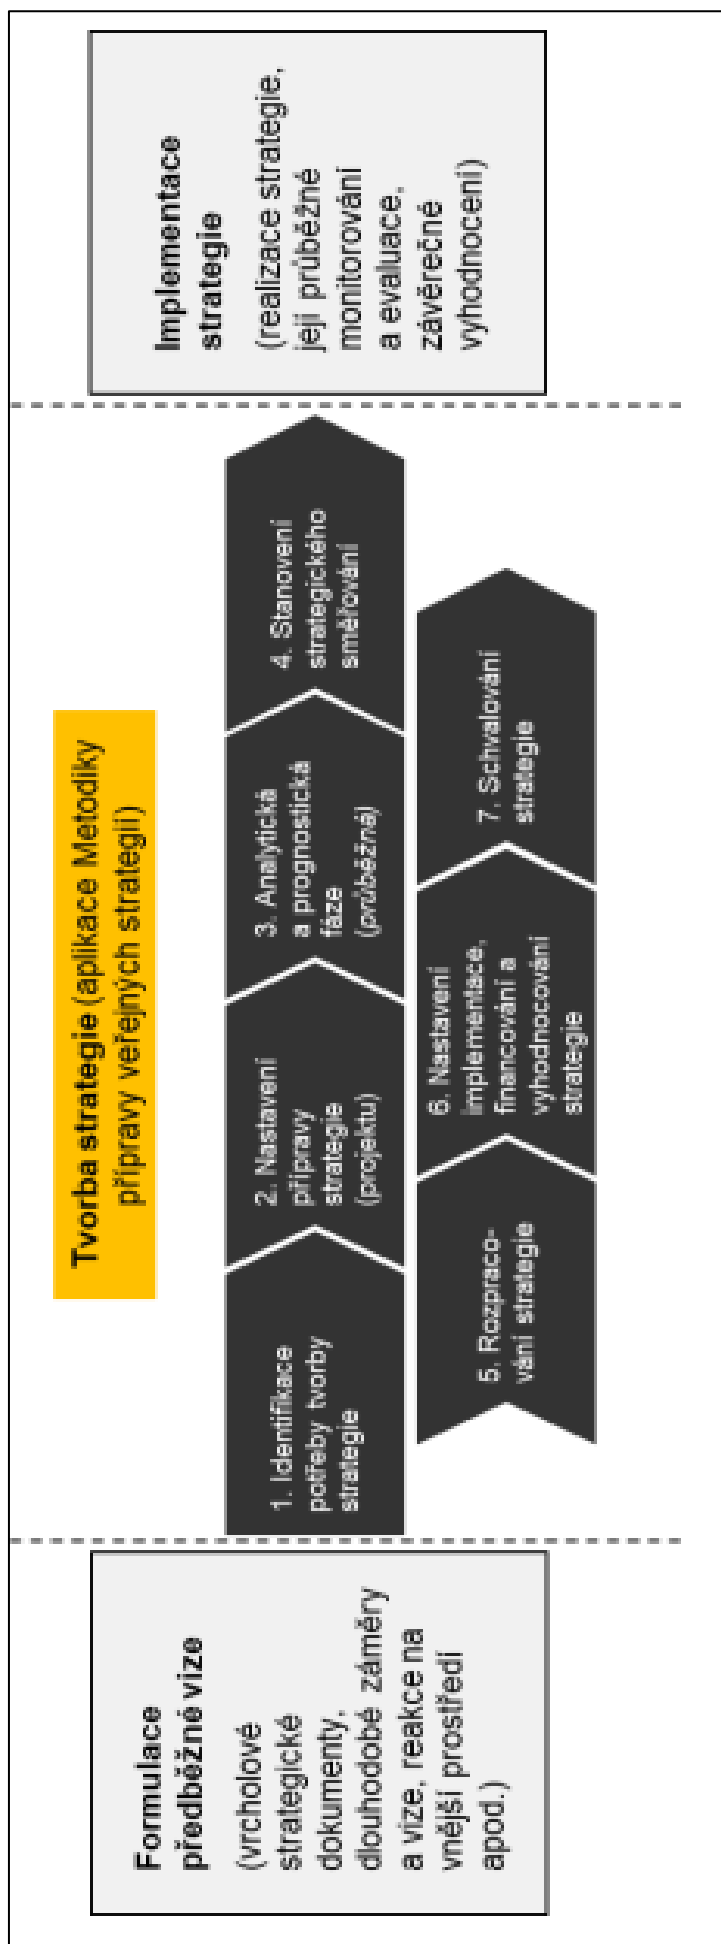 Formulace
předběžné vize
(vrcholové
strategické
dokumenty,
dlouhodobé záměry
a vize, reakce na
vnější prostředí
apod.)
Tvorba strategie (aplikace Metodiky
přípravy veřejných strategií)
1. Identifikace
potřeby tvorby
strategie
2. Nastavení
přípravy
strategie
(projektu)
3. Analytická
a prognostická
fáze
(průběžná)
4. Stanovení
strategického
směřování
5. Rozpraco-
vání strategie
6. Nastavení
implementace,
financování a
vyhodnocování
strategie
7. Schvalování
strategie
Implementace
strategie
(realizace strategie,
její průběžné
monitorování
a evaluace,
závěrečné
vyhodnocení)